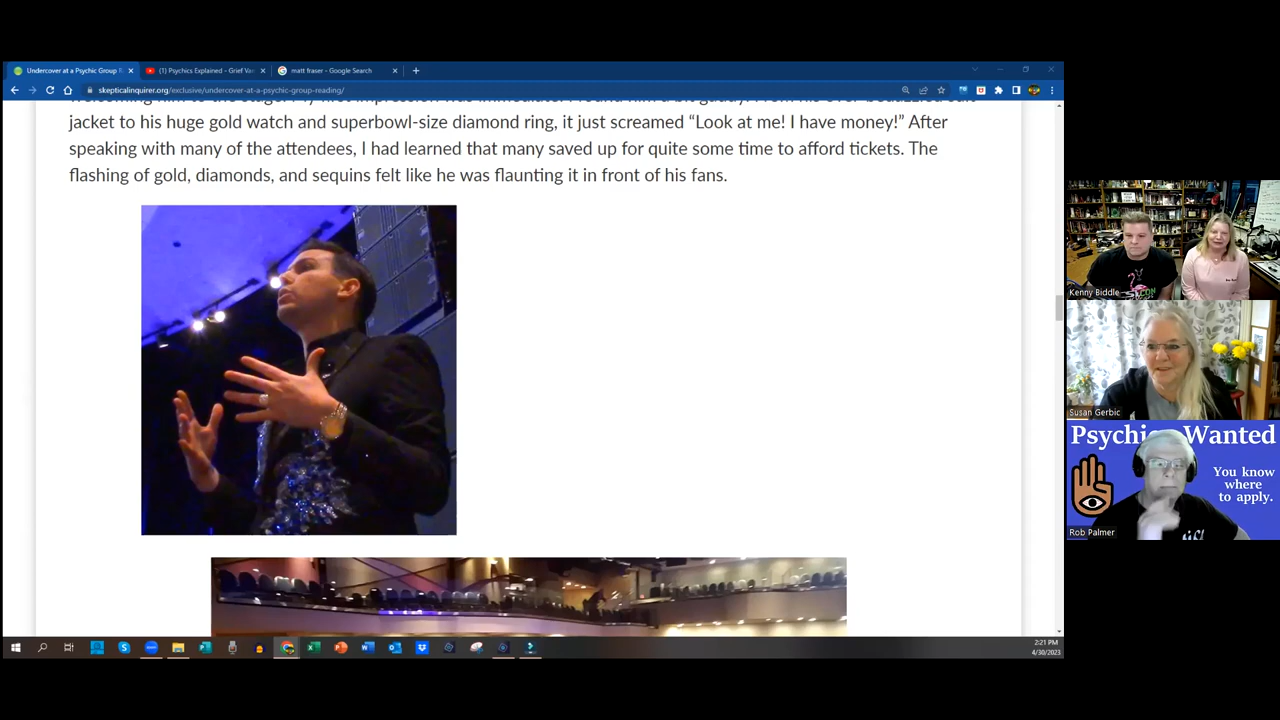 Undercover at a Psychic Group R
(1) Psychics Explained - Grief Va
matt fraser - Google Search
skepticalinquirer.org/exclusive/undercover-at-a-psychic-group-reading/
jacket to his huge gold watch and superbowl-size diamond ring, it just screamed “Look at me! I have money!” After
speaking with many of the attendees, I had learned that many saved up for quite some time to afford tickets. The
flashing of gold, diamonds, and sequins felt like he was flaunting it in front of his fans.
Kenny Biddle
Susan Gerbic
Psychics Wanted
You know
where
to apply.
Rob Palmer
2:21 PM
4/30/2023